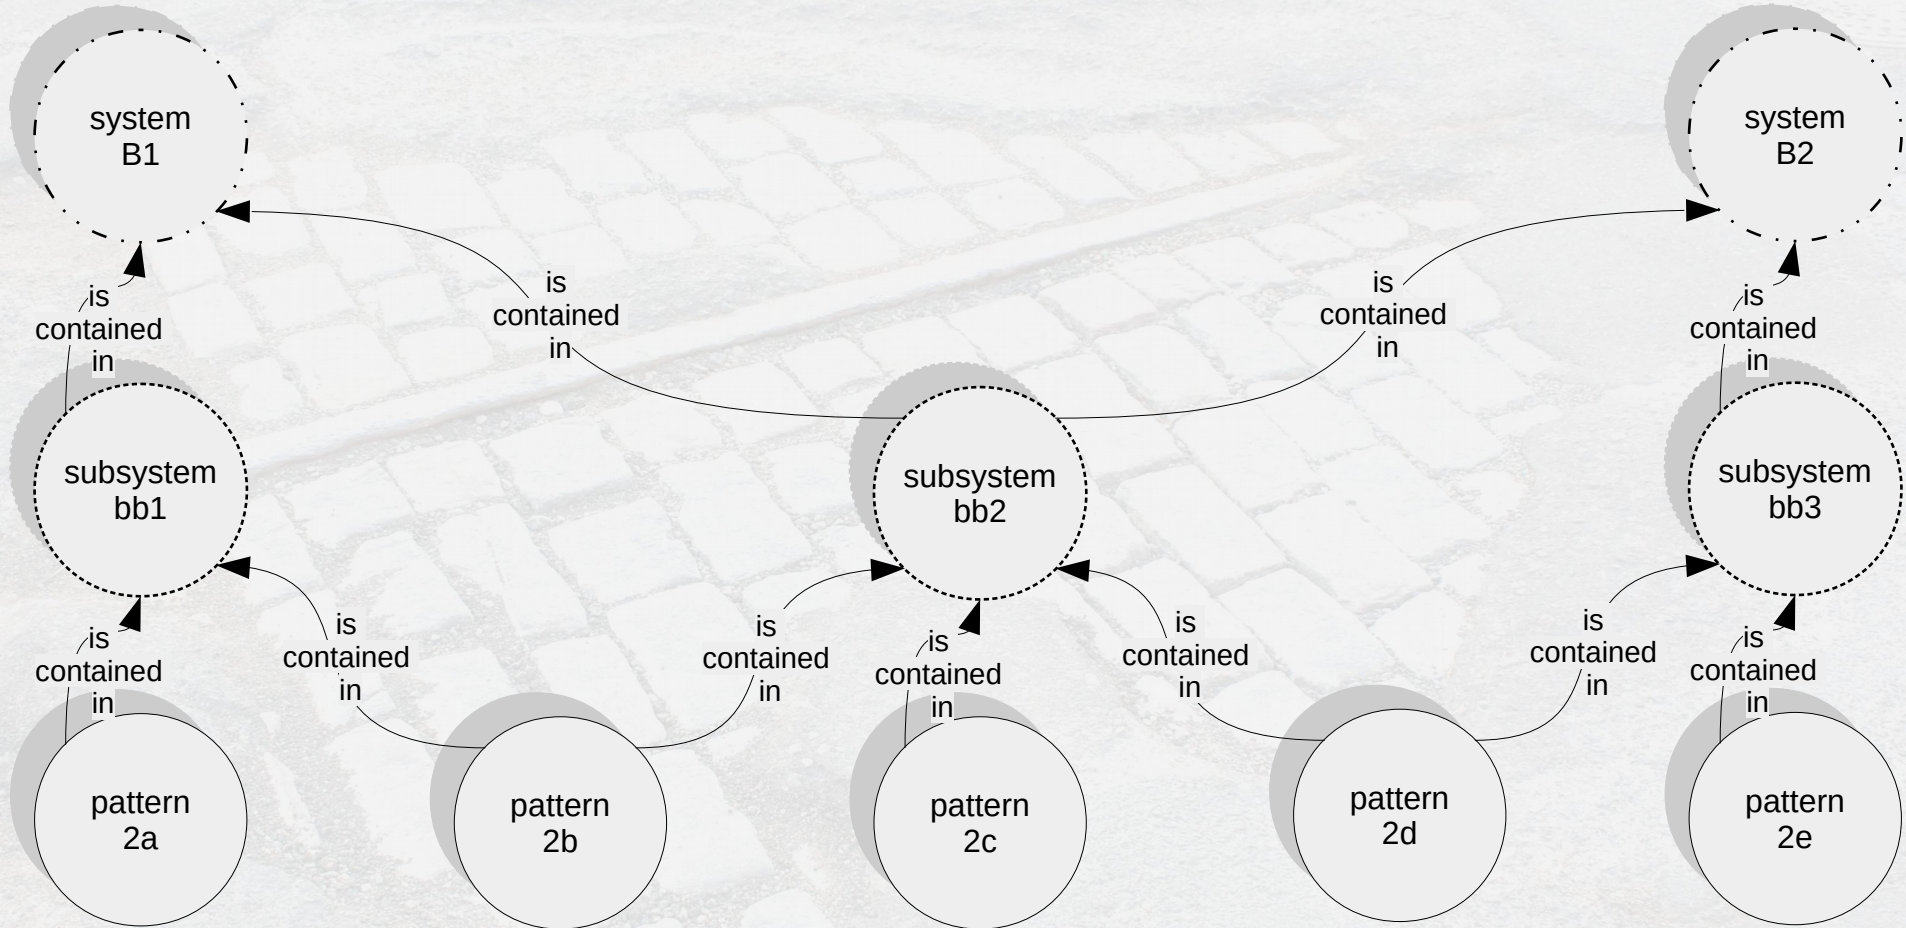 system
B1
system
B2
is
contained
in
is
contained
in
is
contained
in
is
contained
in
subsystem
bb1
subsystem
bb2
subsystem
bb3
is
contained
in
is
contained
in
is
contained
in
is
contained
in
is
contained
in
is
contained
in
is
contained
in
pattern
2a
pattern
2b
pattern
2c
pattern
2d
pattern
2e